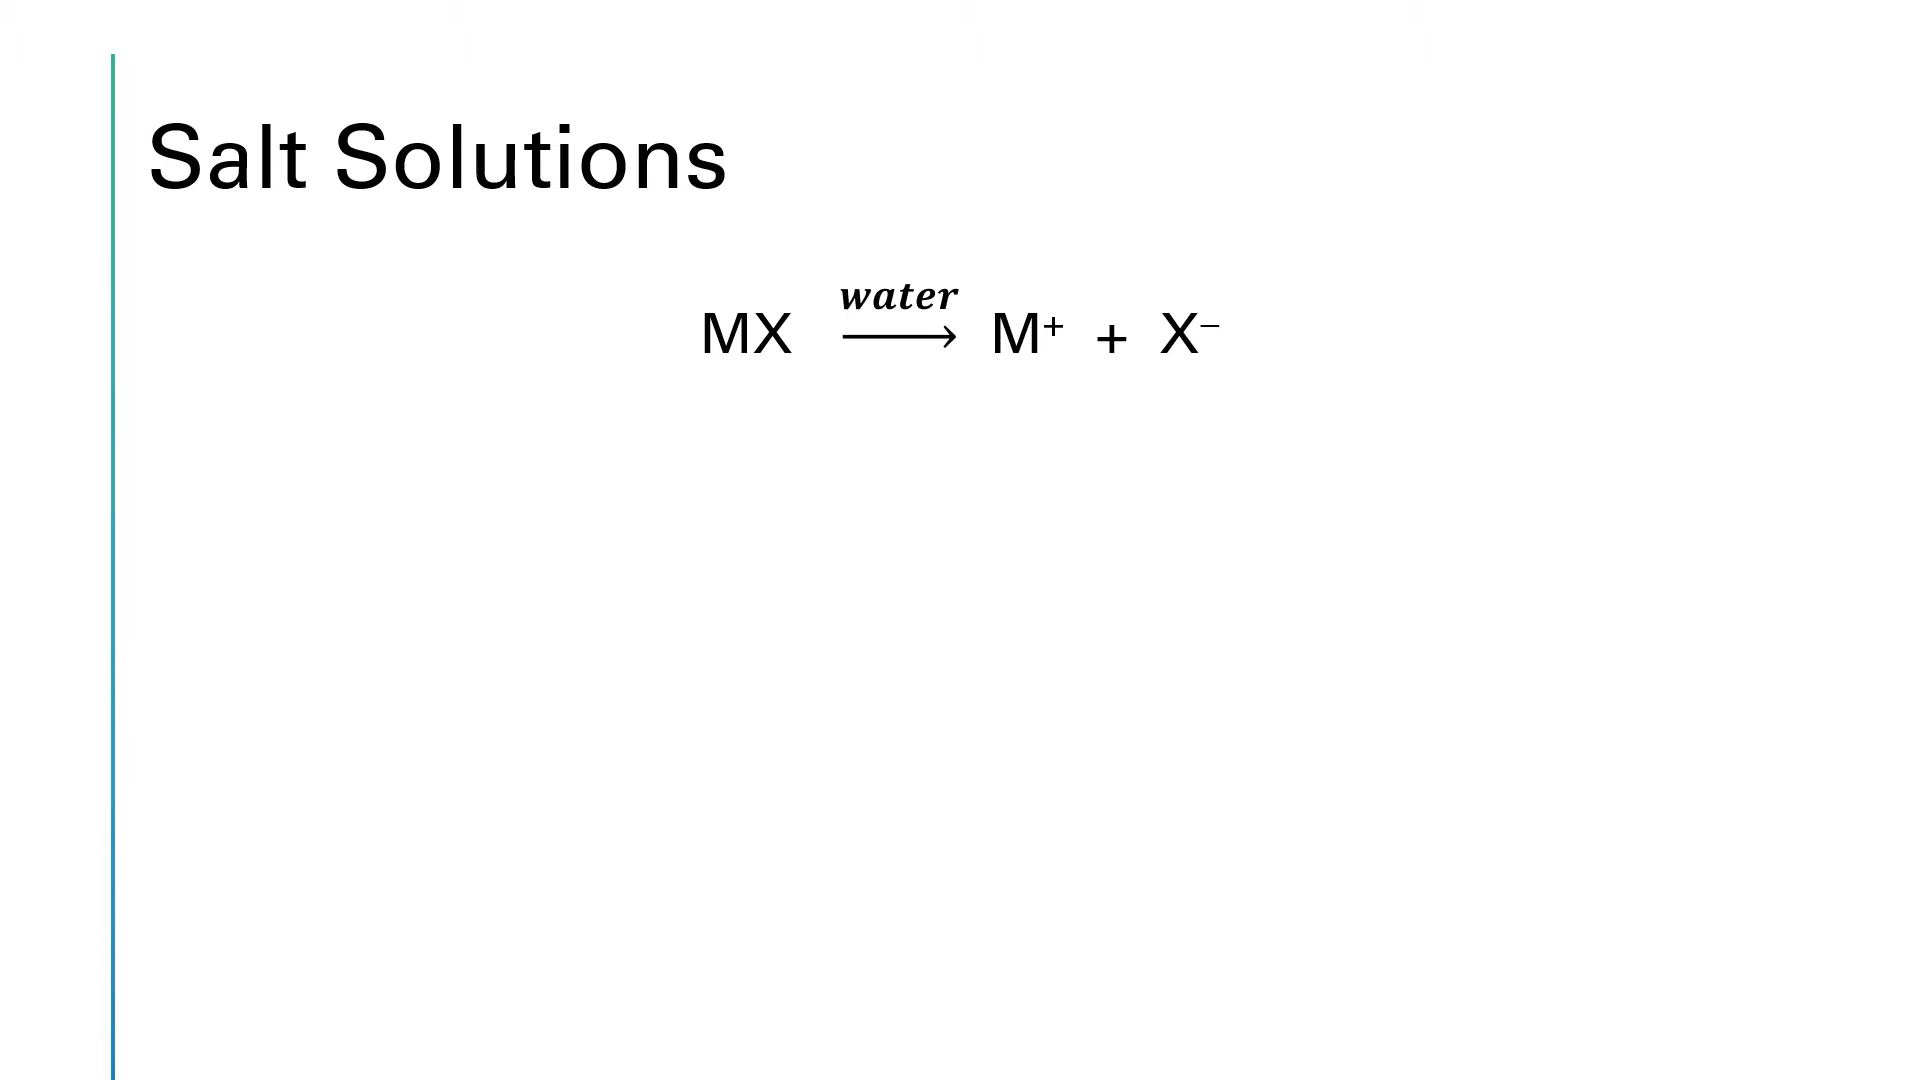 Salt Solutions
water
MX ⟶ M⁺ + X⁻